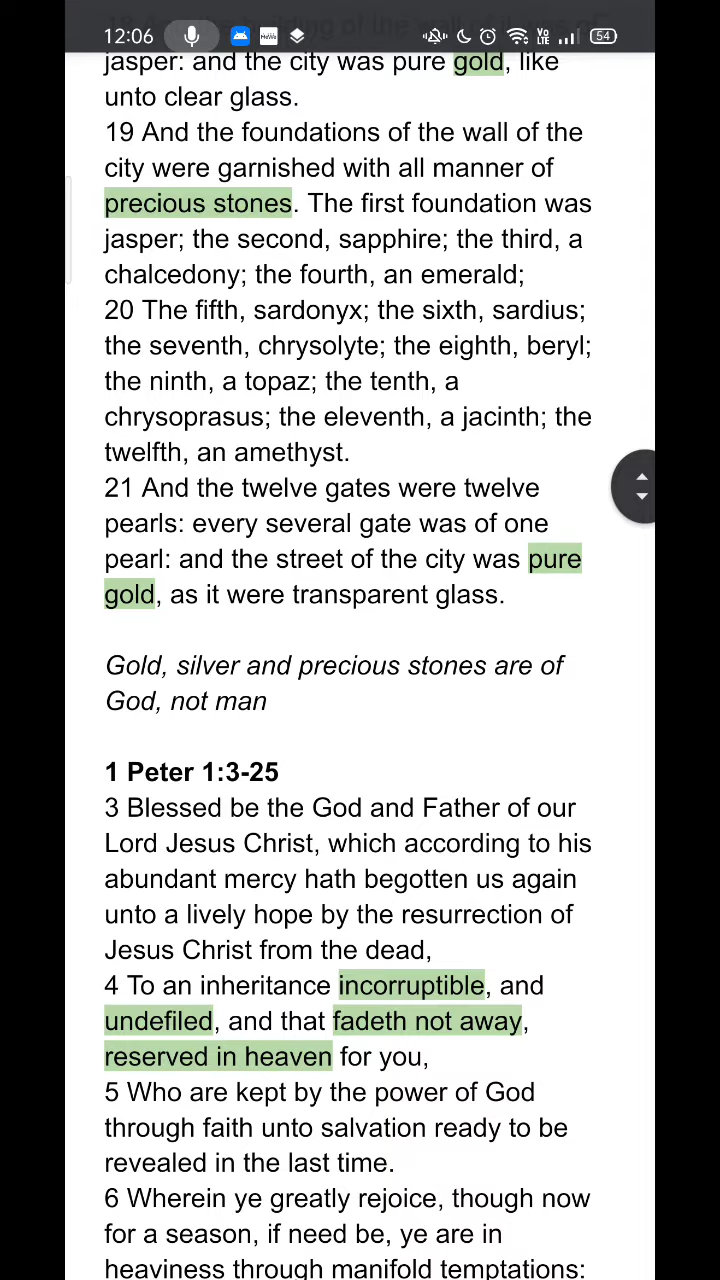 12:06 HaWo Vo LTE 54
jasper: and the city was pure gold, like
unto clear glass.
19 And the foundations of the wall of the
city were garnished with all manner of
precious stones. The first foundation was
jasper; the second, sapphire; the third, a
chalcedony; the fourth, an emerald;
20 The fifth, sardonyx; the sixth, sardius;
the seventh, chrysolyte; the eighth, beryl;
the ninth, a topaz; the tenth, a
chrysoprasus; the eleventh, a jacinth; the
twelfth, an amethyst.
21 And the twelve gates were twelve
pearls: every several gate was of one
pearl: and the street of the city was pure
gold, as it were transparent glass.
Gold, silver and precious stones are of
God, not man
1 Peter 1:3-25
3 Blessed be the God and Father of our
Lord Jesus Christ, which according to his
abundant mercy hath begotten us again
unto a lively hope by the resurrection of
Jesus Christ from the dead,
4 To an inheritance incorruptible, and
undefiled, and that fadeth not away,
reserved in heaven for you,
5 Who are kept by the power of God
through faith unto salvation ready to be
revealed in the last time.
6 Wherein ye greatly rejoice, though now
for a season, if need be, ye are in
heaviness through manifold temptations: